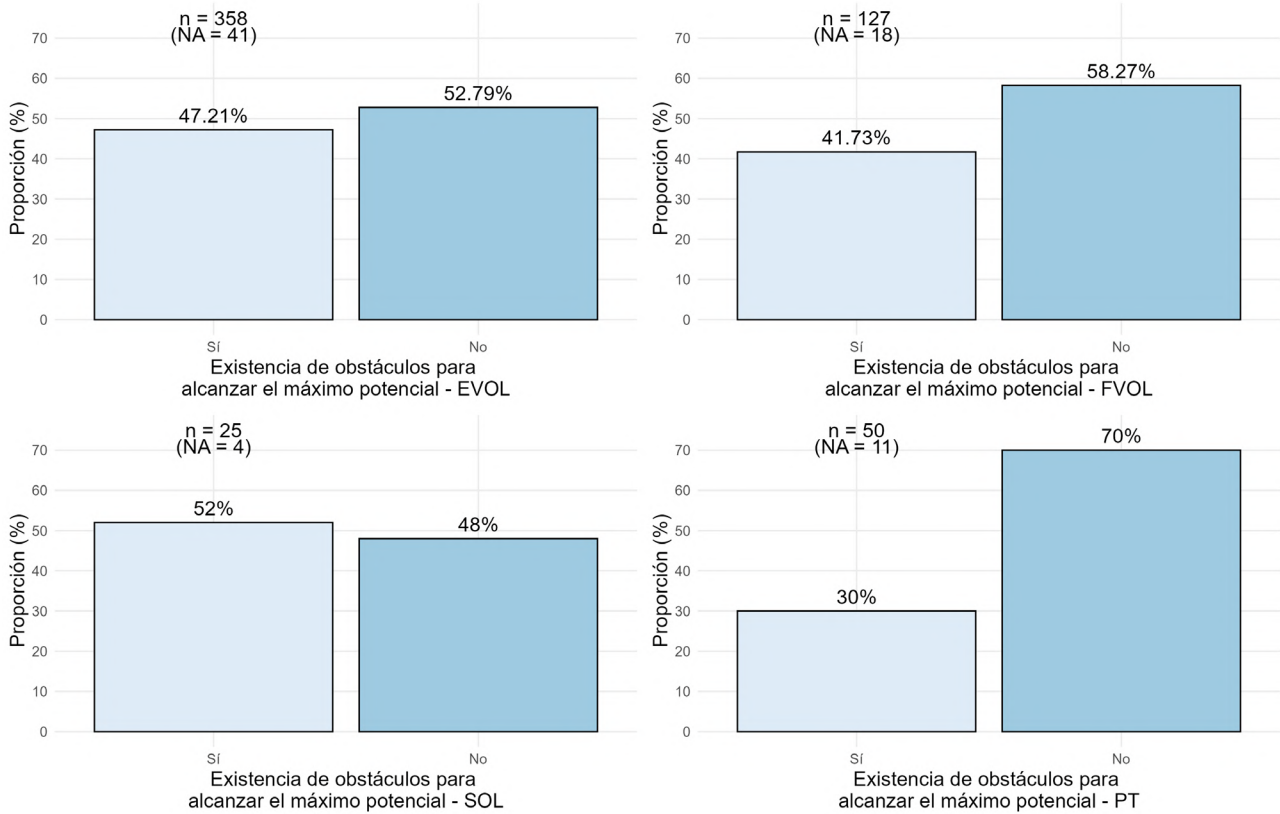 n = 358
(NA = 41)
70
60
50
40
30
20
10
0
Proporción (%)
47.21%
52.79%
Sí
No
Existencia de obstáculos para
alcanzar el máximo potencial - EVOL
n = 127
(NA = 18)
70
60
50
40
30
20
10
0
Proporción (%)
41.73%
58.27%
Sí
No
Existencia de obstáculos para
alcanzar el máximo potencial - FVOL
n = 25
(NA = 4)
70
60
50
40
30
20
10
0
Proporción (%)
52%
48%
Sí
No
Existencia de obstáculos para
alcanzar el máximo potencial - SOL
n = 50
(NA = 11)
70
60
50
40
30
20
10
0
Proporción (%)
30%
70%
Sí
No
Existencia de obstáculos para
alcanzar el máximo potencial - PT